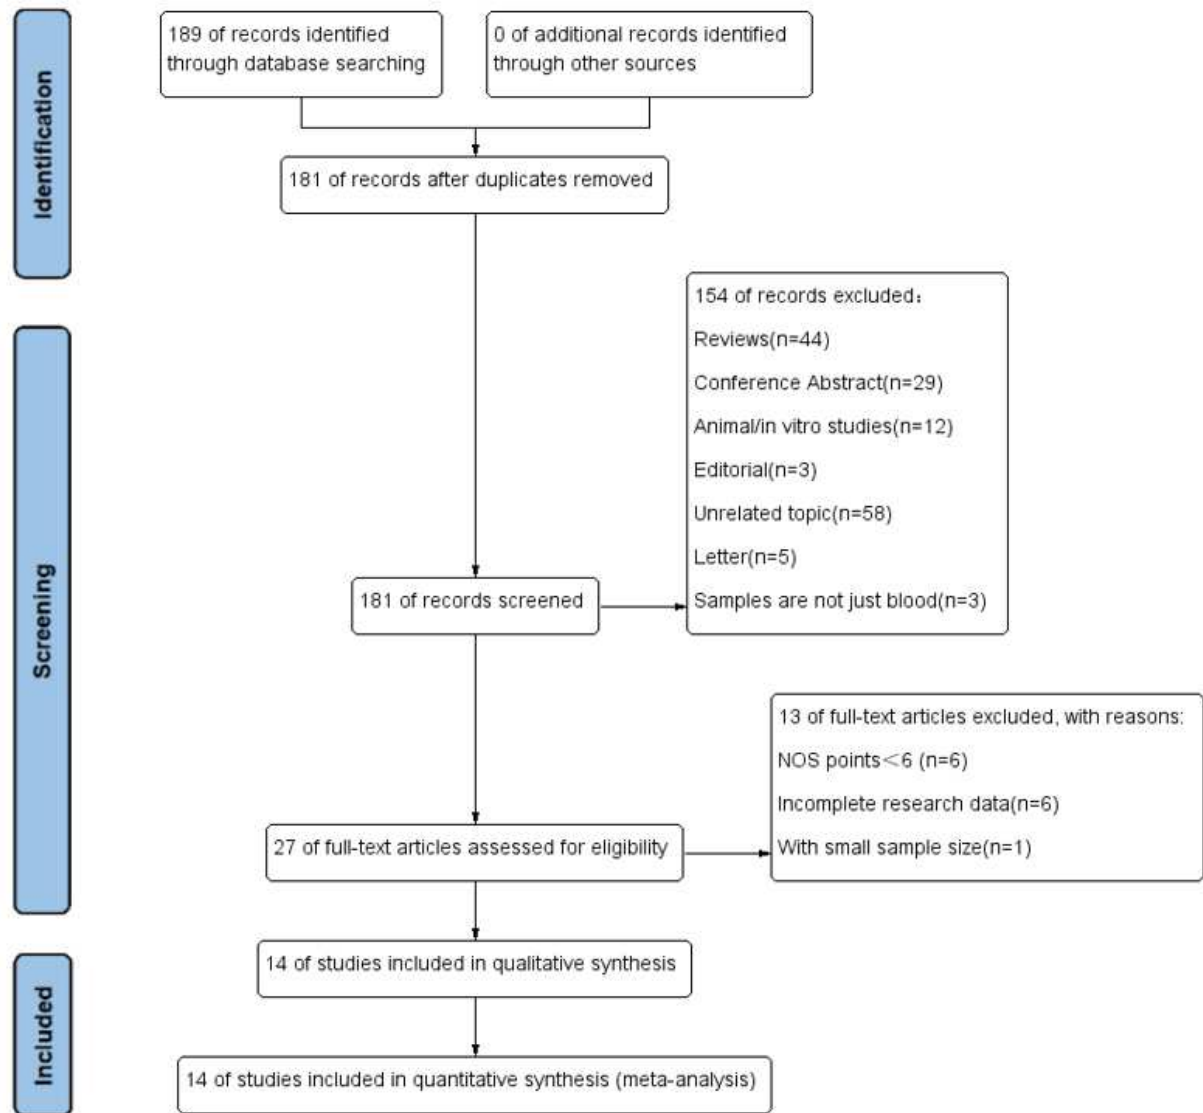 Identification
189 of records identified
through database searching
0 of additional records identified
through other sources
181 of records after duplicates removed
Screening
154 of records excluded：
Reviews(n=44)
Conference Abstract(n=29)
Animal/in vitro studies(n=12)
Editorial(n=3)
Unrelated topic(n=58)
Letter(n=5)
Samples are not just blood(n=3)
181 of records screened
13 of full-text articles excluded, with reasons:
NOS points＜6 (n=6)
Incomplete research data(n=6)
With small sample size(n=1)
27 of full-text articles assessed for eligibility
Included
14 of studies included in qualitative synthesis
14 of studies included in quantitative synthesis (meta-analysis)